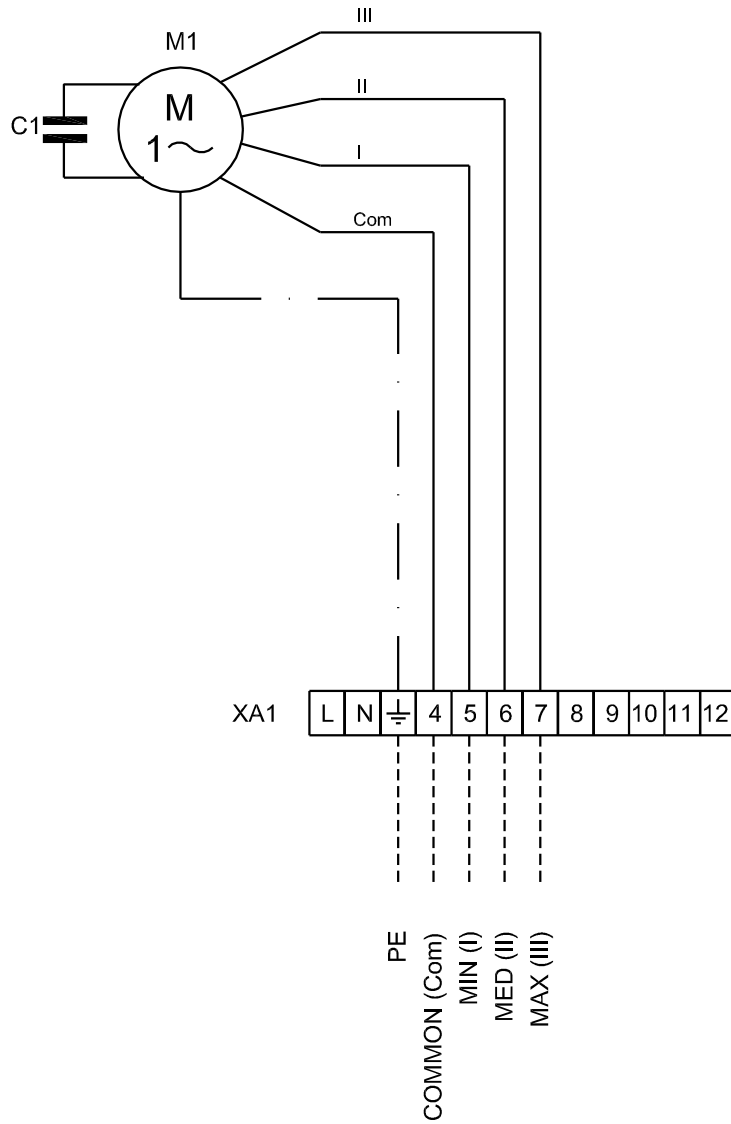 III
M1
II
C1
M
1~
I
Com
XA1 L N 4 5 6 7 8 9 10 11 12
PE
COMMON (Com)
MIN (I)
MED (II)
MAX (III)